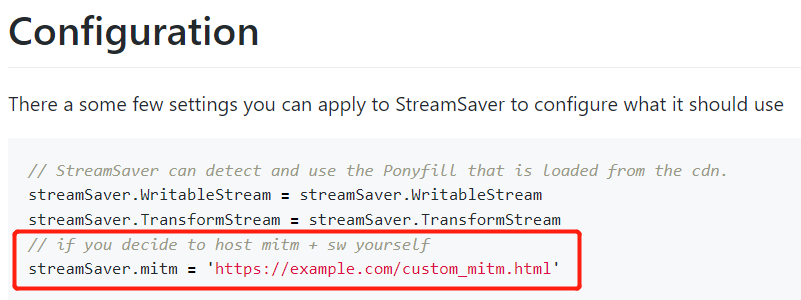 Configuration
There a some few settings you can apply to StreamSaver to configure what it should use
// StreamSaver can detect and use the Ponyfill that is loaded from the cdn.
streamSaver.WritableStream = streamSaver.WritableStream
streamSaver.TransformStream = streamSaver.TransformStream
// if you decide to host mitm + sw yourself
streamSaver.mitm = 'https://example.com/custom_mitm.html'